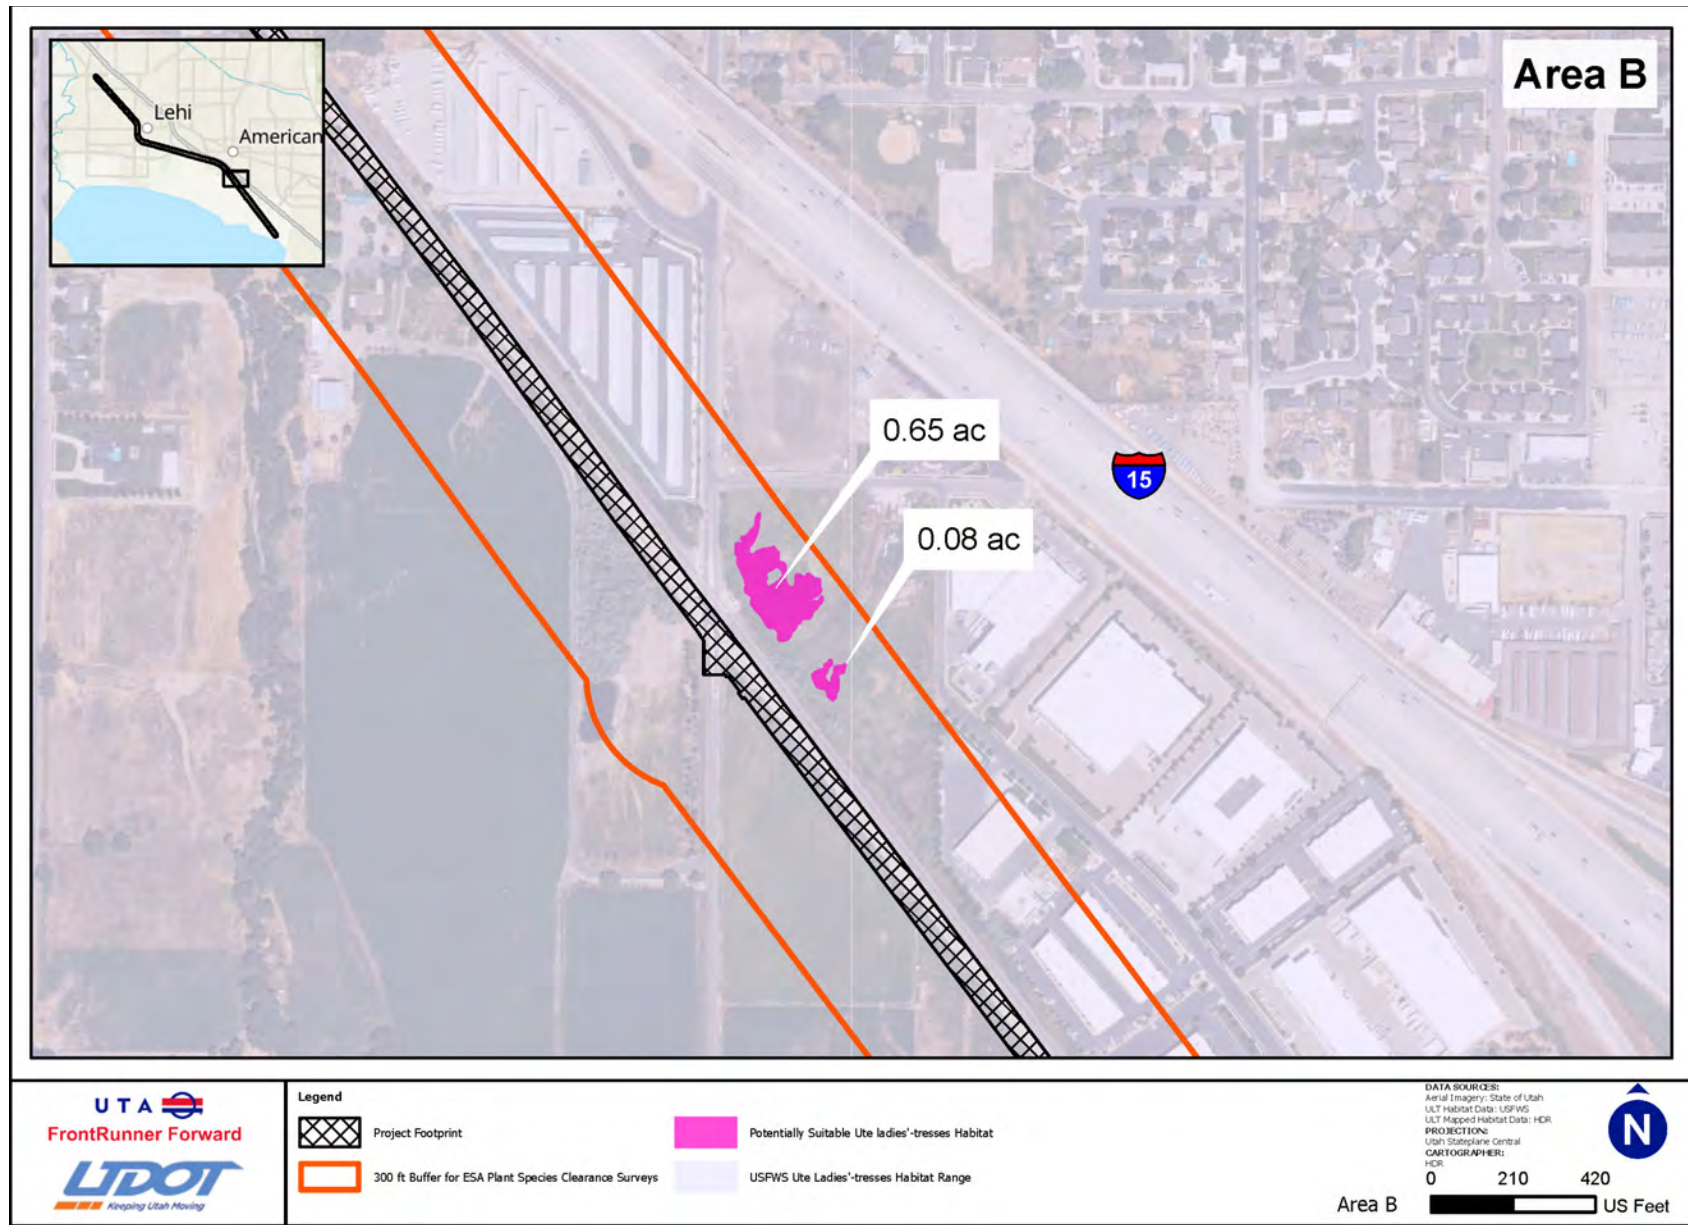 Area B
Lehi
American
0.65 ac
0.08 ac
15
UTA
FrontRunner Forward
UDOT
Keeping Utah Moving
Legend
Project Footprint
300 ft Buffer for ESA Plant Species Clearance Surveys
Potentially Suitable Ute ladies'-tresses Habitat
USFWS Ute Ladies'-tresses Habitat Range
DATA SOURCES:
Aerial Imagery: State of Utah
ULT Habitat Data: USFWS
ULT Mapped Habitat Data: HDR
PROJECTION:
Utah Stateplane Central
CARTOGRAPHER:
HDR
N
0 210 420
Area B
US Feet